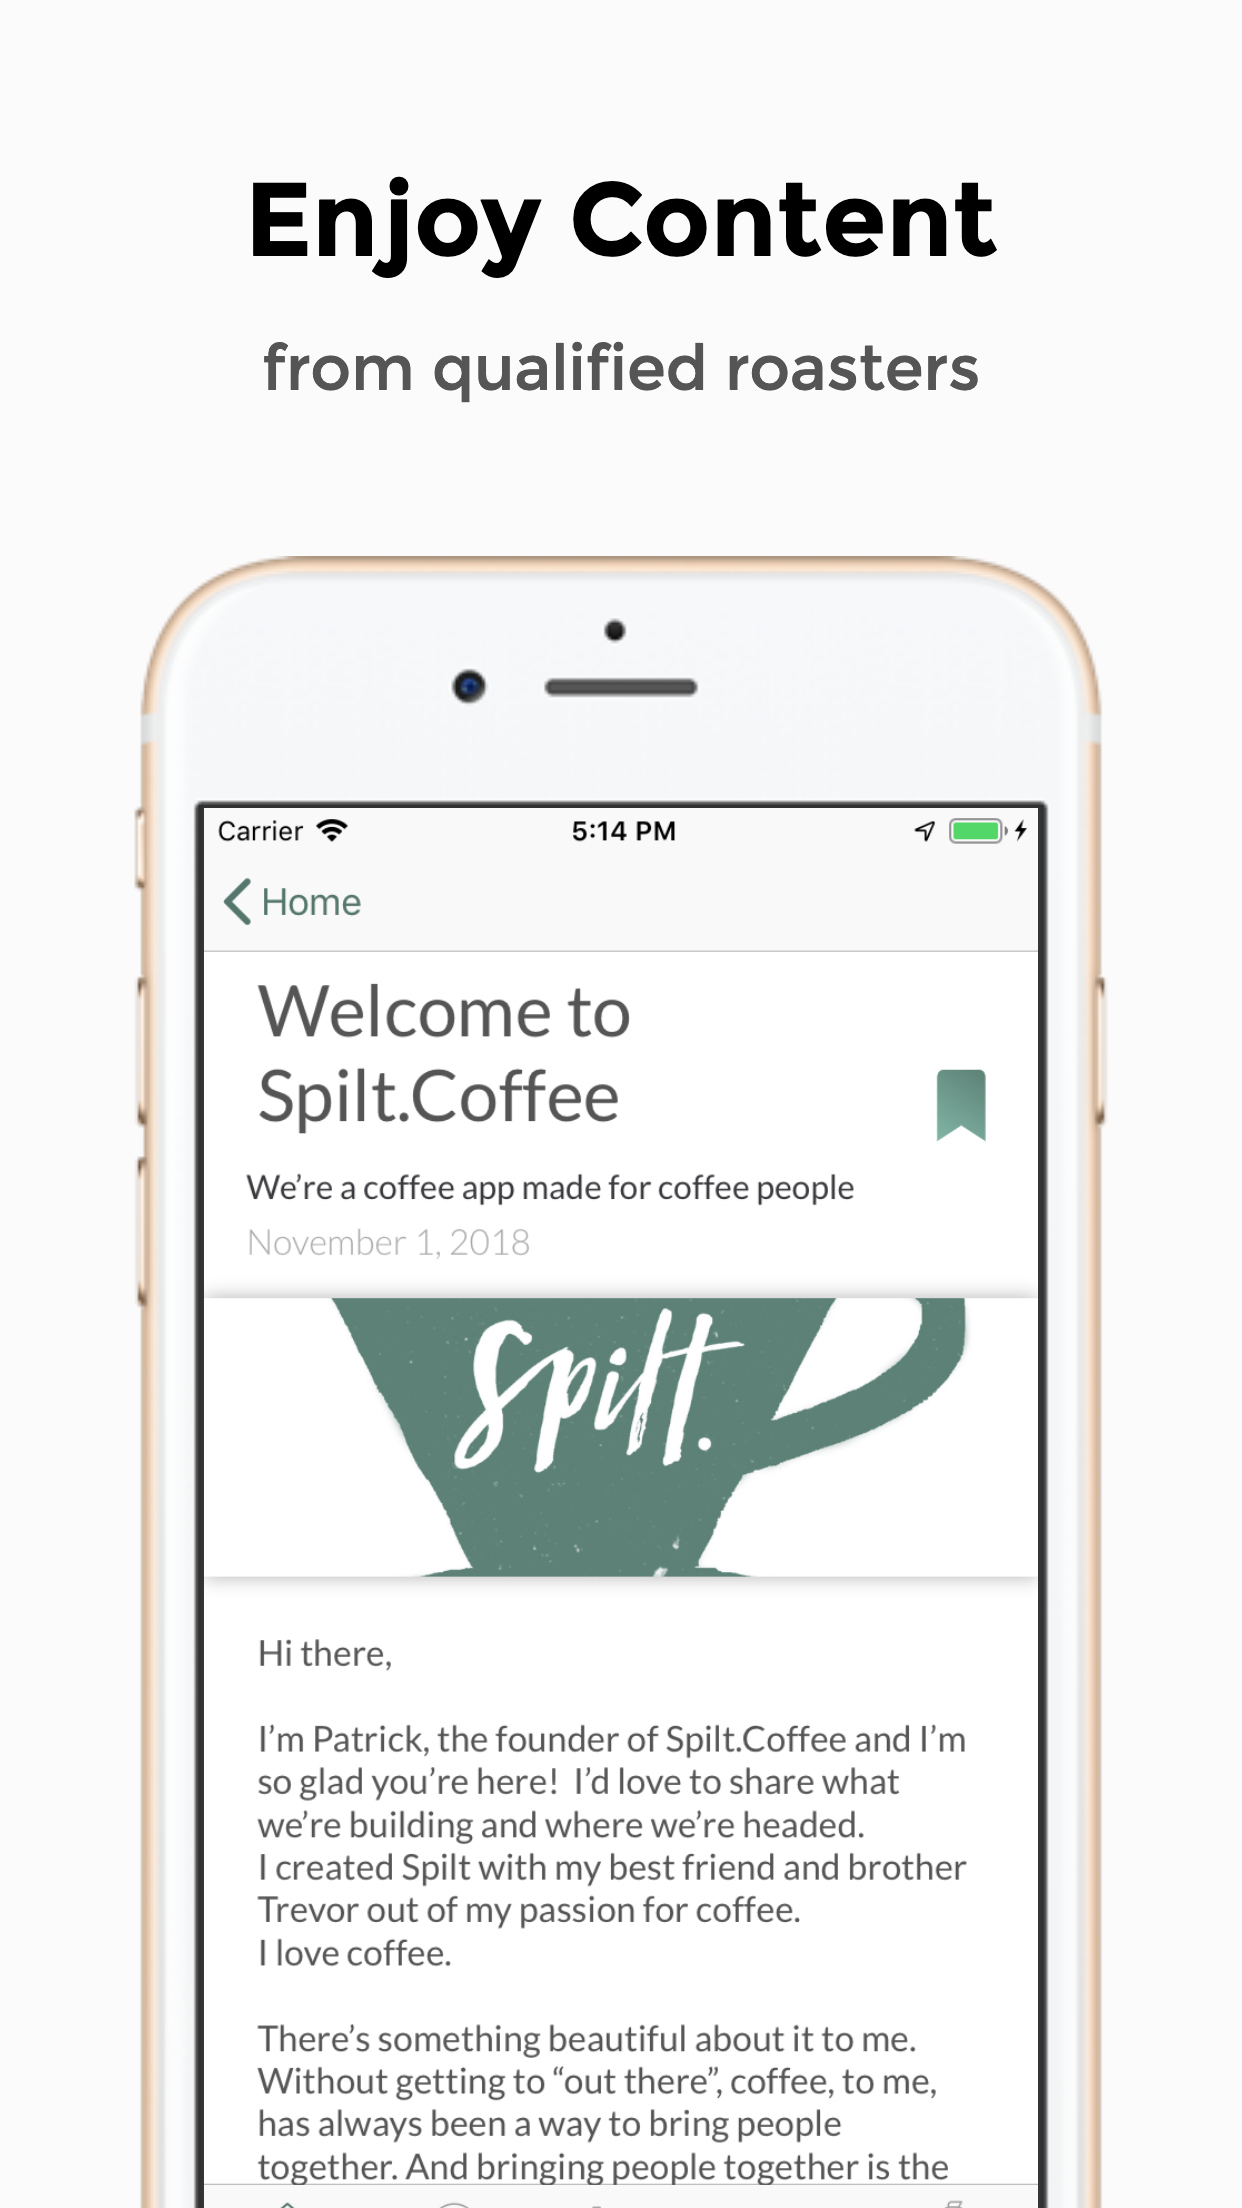 Enjoy Content
from qualified roasters
Carrier 5:14 PM
Home
Welcome to
Spilt.Coffee
We’re a coffee app made for coffee people
November 1, 2018
Spilt.
Hi there,
I’m Patrick, the founder of Spilt.Coffee and I’m
so glad you’re here!  I’d love to share what
we’re building and where we’re headed.
I created Spilt with my best friend and brother
Trevor out of my passion for coffee.
I love coffee.
There’s something beautiful about it to me.
Without getting to “out there”, coffee, to me,
has always been a way to bring people
together. And bringing people together is the